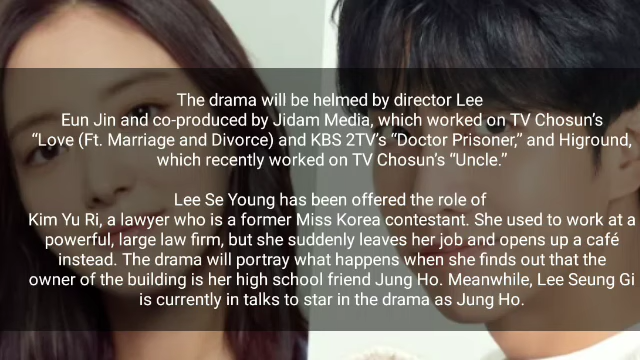 The drama will be helmed by director Lee
Eun Jin and co-produced by Jidam Media, which worked on TV Chosun’s
“Love (Ft. Marriage and Divorce) and KBS 2TV’s “Doctor Prisoner,” and Higround,
which recently worked on TV Chosun’s “Uncle.”
Lee Se Young has been offered the role of
Kim Yu Ri, a lawyer who is a former Miss Korea contestant. She used to work at a
powerful, large law firm, but she suddenly leaves her job and opens up a café
instead. The drama will portray what happens when she finds out that the
owner of the building is her high school friend Jung Ho. Meanwhile, Lee Seung Gi
is currently in talks to star in the drama as Jung Ho.